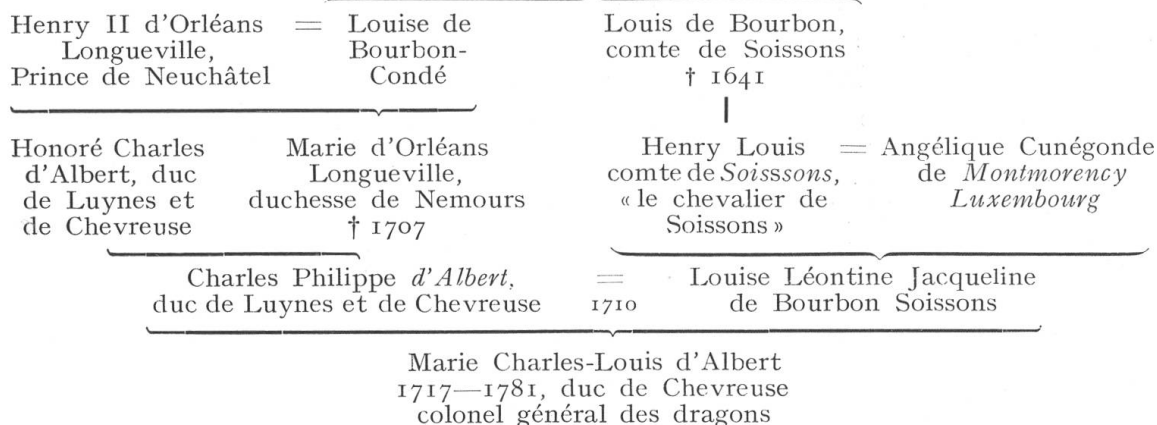 Henry II d'Orléans = Louise de Louis de Bourbon,
Longueville, Bourbon- comte de Soissons
Prince de Neuchâtel Condé † 1641
Honoré Charles Marie d'Orléans Henry Louis = Angélique Cunégonde
d'Albert, duc Longueville, comte de Soisssons, de Montmorency
de Luynes et duchesse de Nemours « le chevalier de Luxembourg
de Chevreuse † 1707 Soissons »
Charles Philippe d'Albert, = Louise Léontine Jacqueline
duc de Luynes et de Chevreuse 1710 de Bourbon Soissons
Marie Charles-Louis d'Albert
1717—1781, duc de Chevreuse
colonel général des dragons